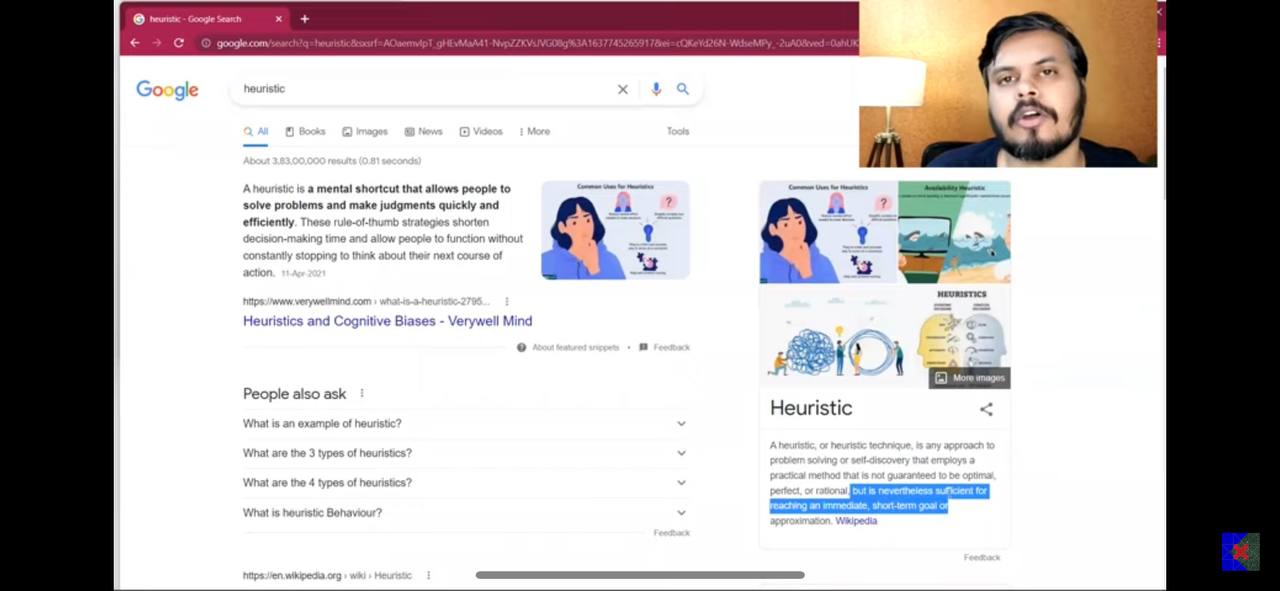 heuristic - Google Search
google.com/search?q=heuristic&sxsrf=
Google
heuristic
All
Books
Images
News
Videos
More
Tools
About 3,83,00,000 results (0.81 seconds)
A heuristic is a mental shortcut that allows people to
solve problems and make judgments quickly and
efficiently. These rule-of-thumb strategies shorten
decision-making time and allow people to function without
constantly stopping to think about their next course of
action. 11-Apr-2021
Common Uses for Heuristics
https://www.verywellmind.com › what-is-a-heuristic-2795...
Heuristics and Cognitive Biases - Verywell Mind
About featured snippets • Feedback
People also ask
What is an example of heuristic?
What are the 3 types of heuristics?
What are the 4 types of heuristics?
What is heuristic Behaviour?
Feedback
https://en.wikipedia.org › wiki › Heuristic
Common Uses for Heuristics
Availability Heuristic
HEURISTICS
More images
Heuristic
A heuristic, or heuristic technique, is any approach to
problem solving or self-discovery that employs a
practical method that is not guaranteed to be optimal,
perfect, or rational, but is nevertheless sufficient for
reaching an immediate, short-term goal or
approximation. Wikipedia
Feedback